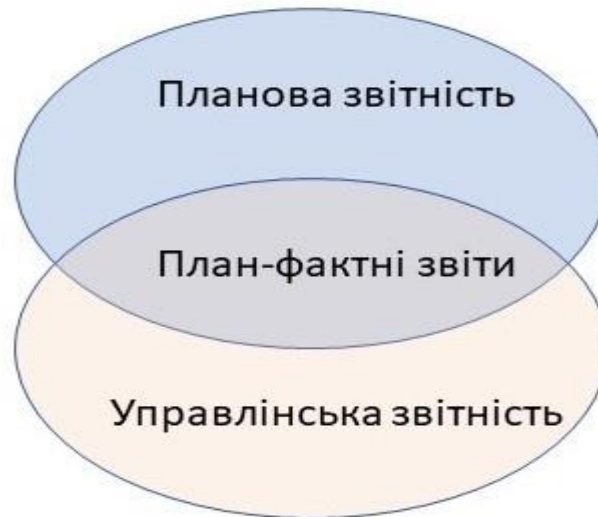 Планова звітність
План-фактні звіти
Управлінська звітність